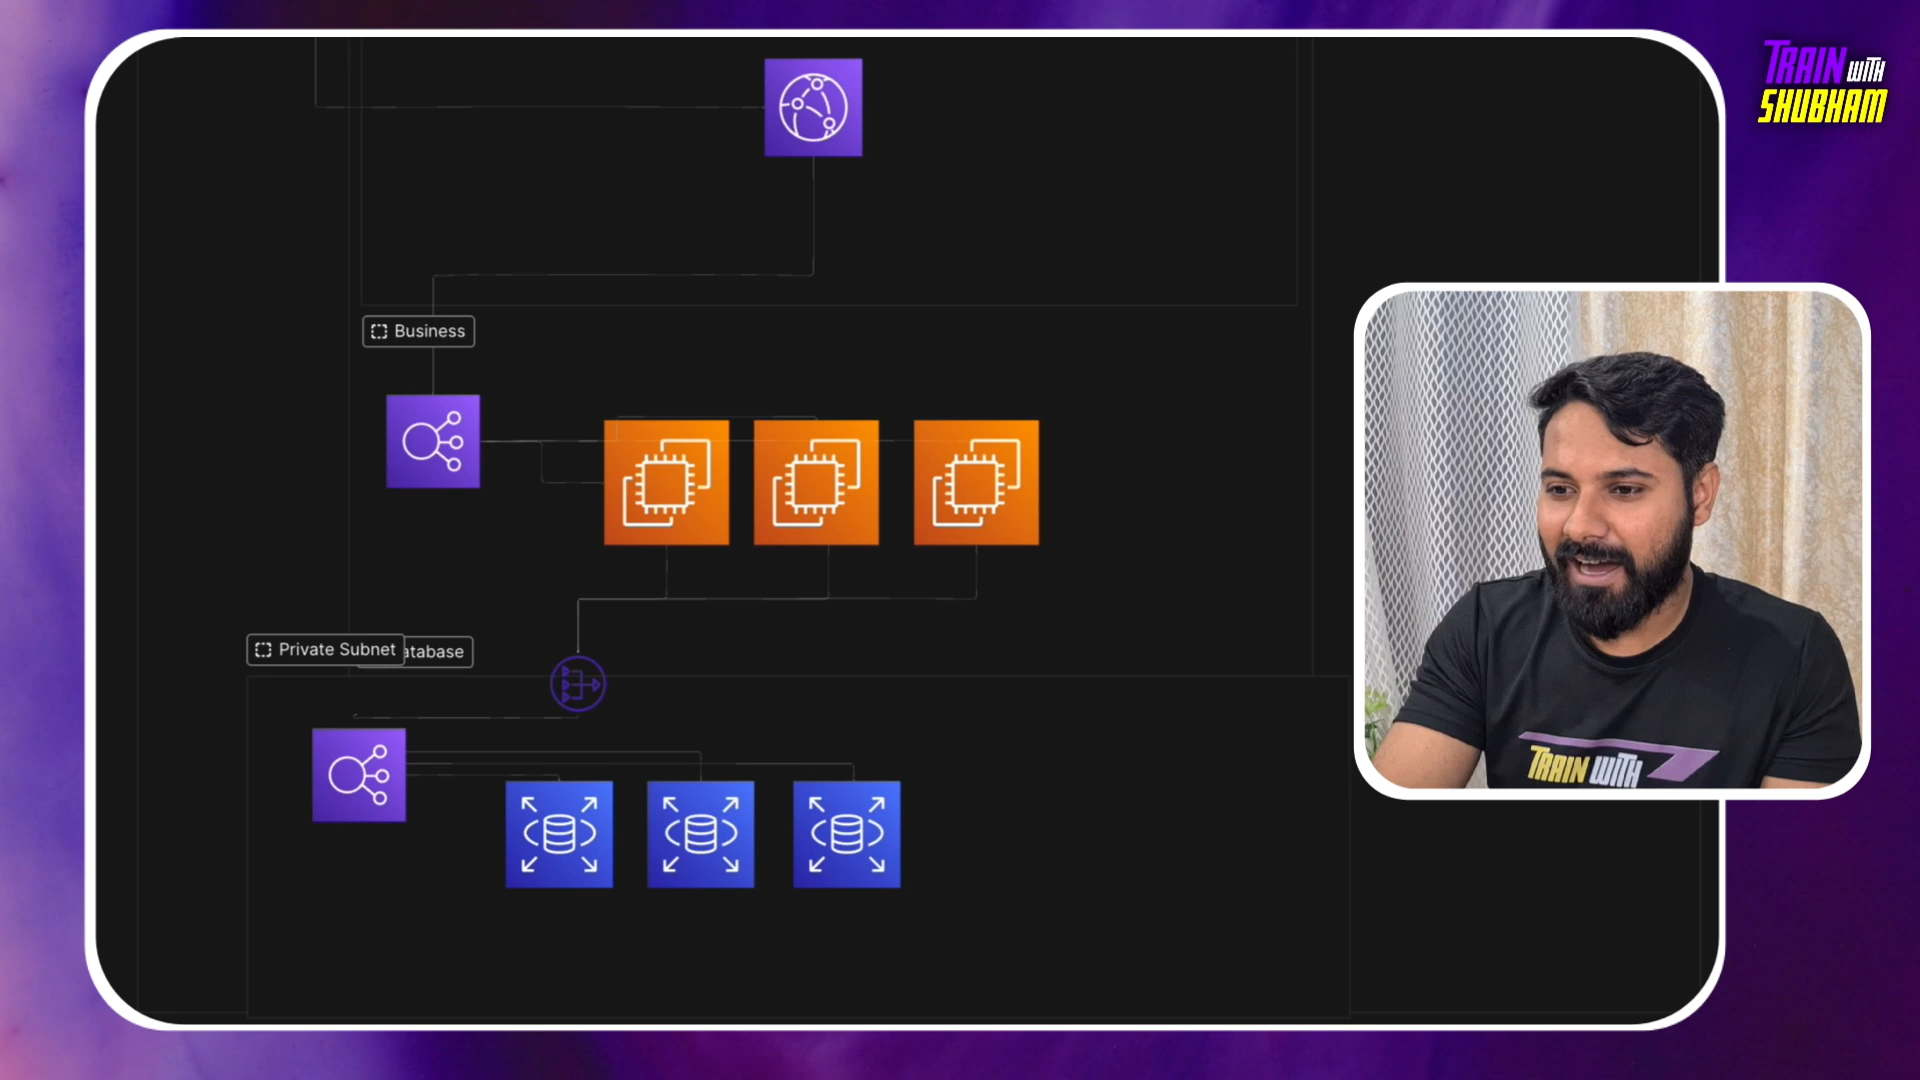 TRAIN WITH
SHUBHAM
Business
Private Subnet
atabase
TRAIN WITH